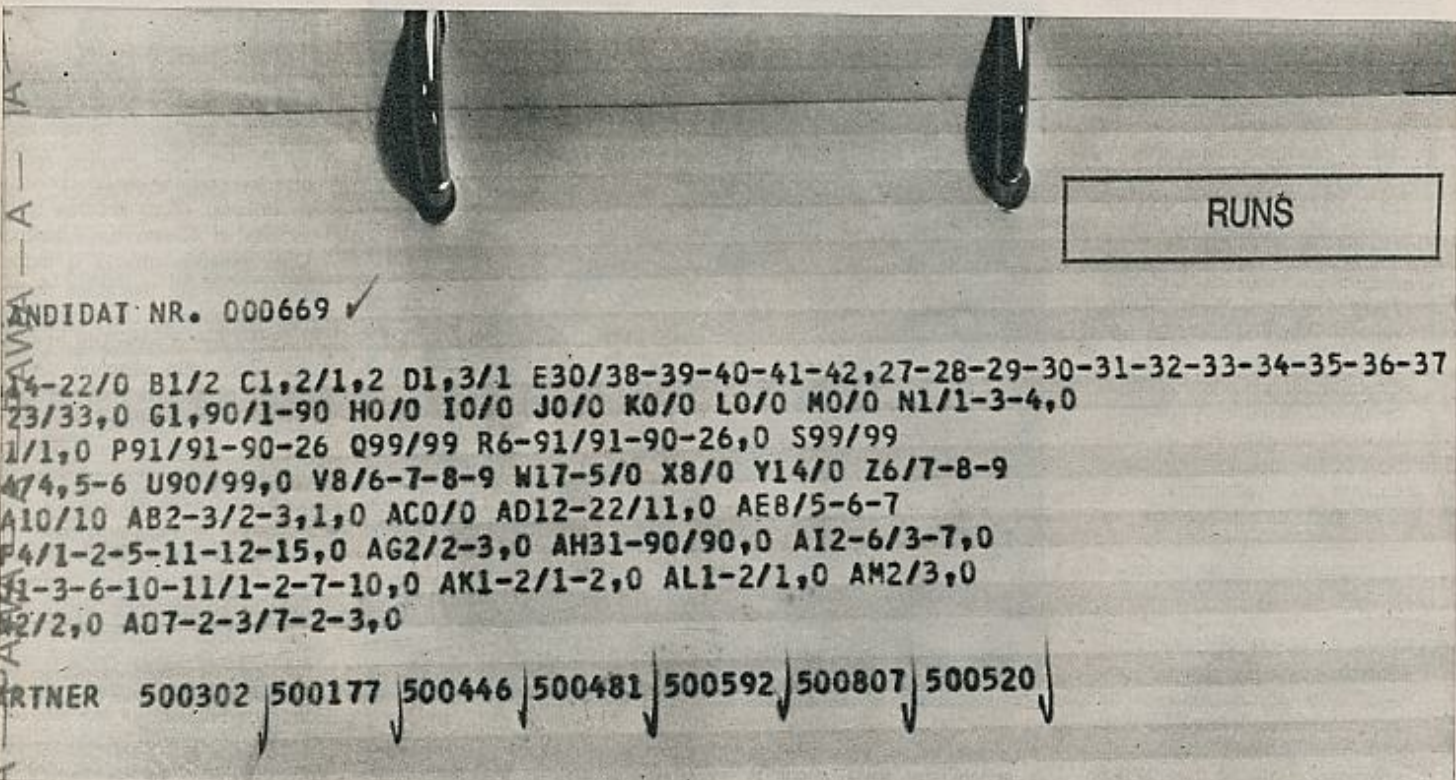 RUNS
ANDIDAT NR. 000669 ✓
14-22/0 B1/2 C1,2/1,2 D1,3/1 E30/38-39-40-41-42,27-28-29-30-31-32-33-34-35-36-37
23/33,0 G1,90/1-90 H0/0 I0/0 J0/0 K0/0 L0/0 M0/0 N1/1-3-4,0
1/1,0 P91/91-90-26 Q99/99 R6-91/91-90-26,0 S99/99
4/4,5-6 U90/99,0 V8/6-7-8-9 W17-5/0 X8/0 Y14/0 Z6/7-8-9
A10/10 AB2-3/2-3,1,0 AC0/0 AD12-22/11,0 AE8/5-6-7
F4/1-2-5-11-12-15,0 AG2/2-3,0 AH31-90/90,0 AI2-6/3-7,0
1-3-6-10-11/1-2-7-10,0 AK1-2/1-2,0 AL1-2/1,0 AM2/3,0
2/2,0 AO7-2-3/7-2-3,0
RTNER 500302 500177 500446 500481 500592 500807 500520